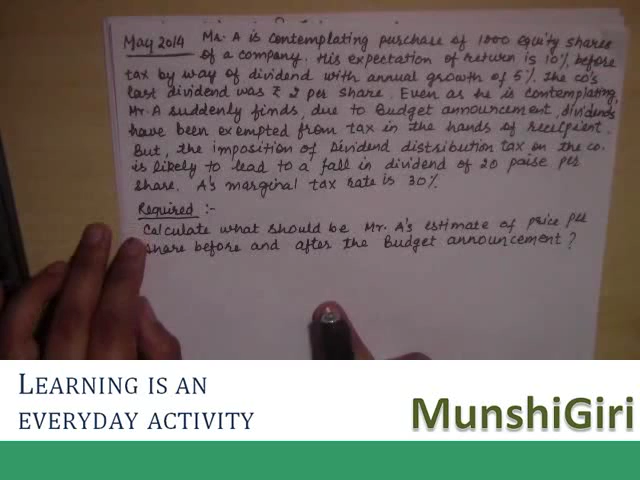 May 2014 Mr. A is contemplating purchase of 1000 equity shares
of a company. His expectation of return is 10% before
tax by way of dividend with annual growth of 5%. The co's
last dividend was ₹ 2 per share. Even as he is contemplating,
Mr. A suddenly finds, due to Budget announcement, dividends
have been exempted from tax in the hands of receipient.
But, the imposition of Dividend distribution tax on the co.
is likely to lead to a fall in dividend of 20 paise per
share. A's marginal tax rate is 30%.
Required :-
Calculate what should be Mr. A's estimate of price per
share before and after the Budget announcement?
LEARNING IS AN
EVERYDAY ACTIVITY
MunshiGiri